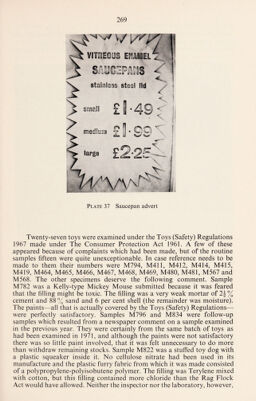 269
VITREOUS ENAMEL
SAUCEPANS
stainless steel lid
small £1·49
medium £1·99
large £2·25
PLATE 37 Saucepan advert
Twenty-seven toys were examined under the Toys (Safety) Regulations
1967 made under The Consumer Protection Act 1961. A few of these
appeared because of complaints which had been made, but of the routine
samples fifteen were quite unexceptionable. In case reference needs to be
made to them their numbers were M794, M411, M412, M414, M415,
M419, M464, M465, M466, M467, M468, M469, M480, M481, M567 and
M568. The other specimens deserve the following comment. Sample
M782 was a Kelly-type Mickey Mouse submitted because it was feared
that the filling might be toxic. The filling was a very weak mortar of 2½%
cement and 88% sand and 6 per cent shell (the remainder was moisture).
The paints—all that is actually covered by the Toys (Safety) Regulations—
were perfectly satisfactory. Samples M796 and M834 were follow-up
samples which resulted from a newspaper comment on a sample examined
in the previous year. They were certainly from the same batch of toys as
had been examined in 1971, and although the paints were not satisfactory
there was so little paint involved, that it was felt unnecessary to do more
than withdraw remaining stocks. Sample M822 was a stuffed toy dog with
a plastic squeaker inside it. No cellulose nitrate had been used in its
manufacture and the plastic furry fabric from which it was made consisted
of a polypropylene-polyisobutene polymer. The filling was Terylene mixed
with cotton, but this filling contained more chloride than the Rag Flock
Act would have allowed. Neither the inspector nor the laboratory, however,